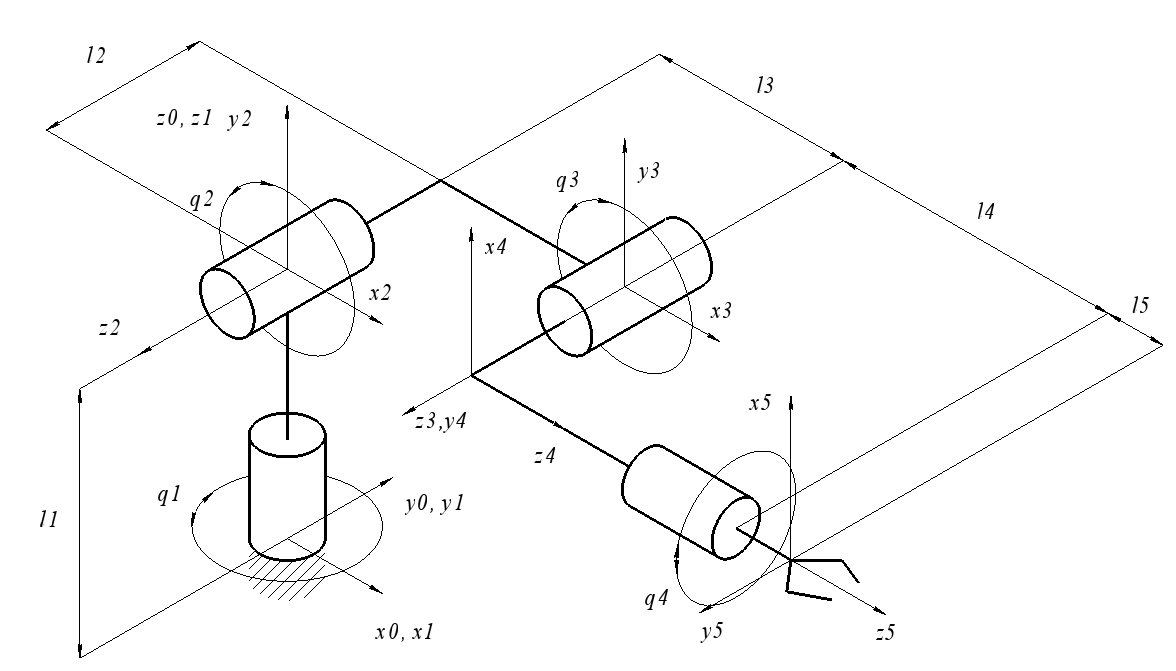 l2
l3
z0, z1 y2
q2
q3
y3
l4
x4
x2
x3
l5
z2
z3,y4
x5
z4
q1
y0, y1
l1
q4
x0, x1
y5
z5